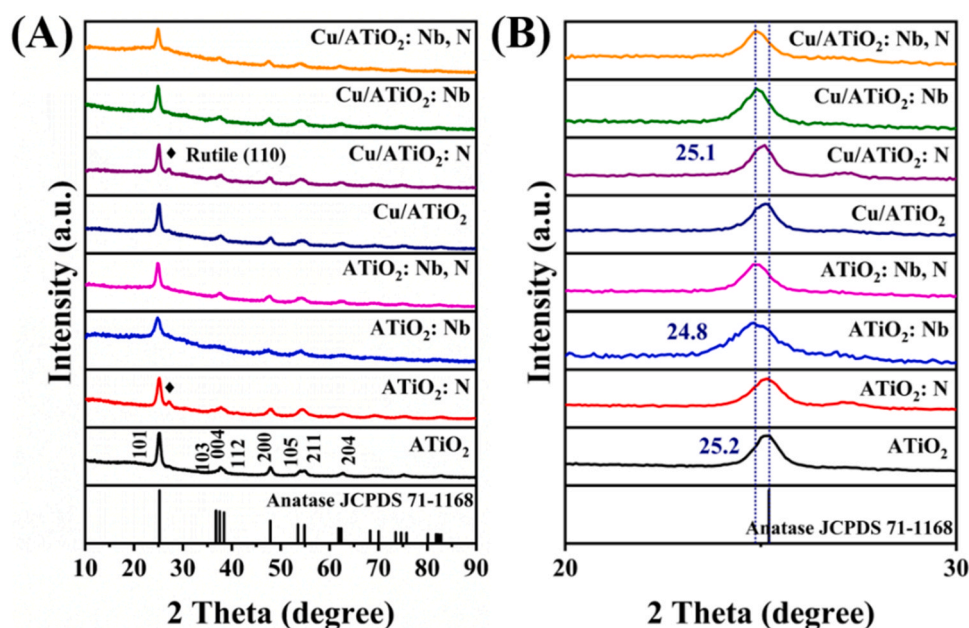 (A)
Intensity (a.u.)
Cu/ATiO₂: Nb, N
Cu/ATiO₂: Nb
Cu/ATiO₂: N
♦ Rutile (110)
Cu/ATiO₂
ATiO₂: Nb, N
ATiO₂: Nb
ATiO₂: N
♦
ATiO₂
101 103 004 112 200 105 211 204
Anatase JCPDS 71-1168
10 20 30 40 50 60 70 80 90
2 Theta (degree)
(B)
Intensity (a.u.)
Cu/ATiO₂: Nb, N
Cu/ATiO₂: Nb
Cu/ATiO₂: N
25.1
Cu/ATiO₂
ATiO₂: Nb, N
ATiO₂: Nb
24.8
ATiO₂: N
ATiO₂
25.2
Anatase JCPDS 71-1168
20 30
2 Theta (degree)